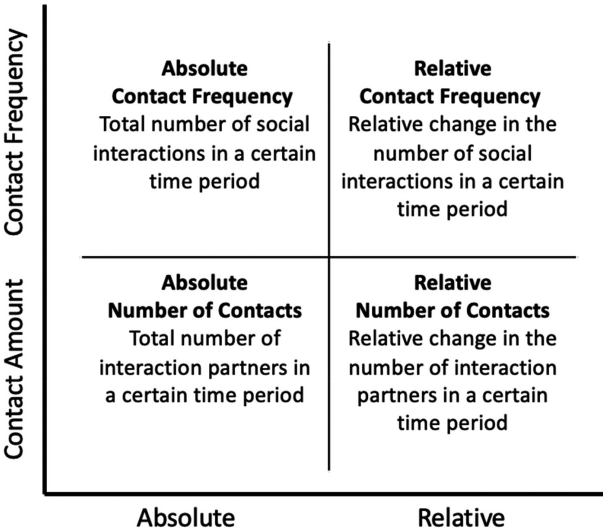 Contact Frequency
Absolute
Contact Frequency
Total number of social
interactions in a certain
time period
Relative
Contact Frequency
Relative change in the
number of social
interactions in a certain
time period
Contact Amount
Absolute
Number of Contacts
Total number of
interaction partners in
a certain time period
Relative
Number of Contacts
Relative change in the
number of interaction
partners in a certain
time period
Absolute
Relative